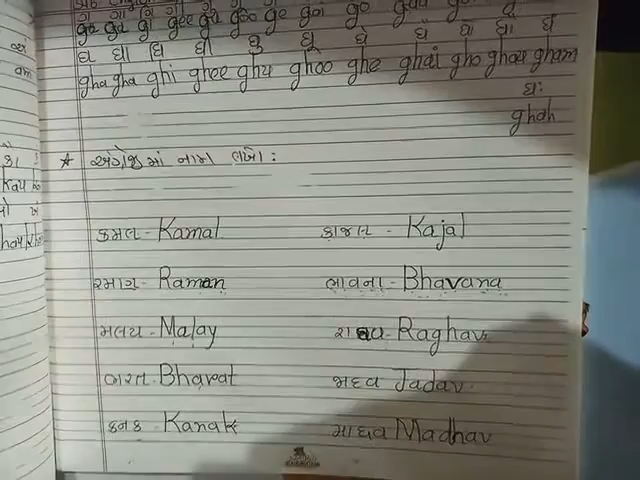 ga gā gi gee gu goo ge gai go gau
ઘ ઘા ઘિ ઘી ઘુ ઘૂ ઘે ઘૈ ઘો ઘૌ ઘં
gha gha ghi ghee ghu ghoo ghe ghai gho ghau gham
ઘઃ
ghah
* અંગ્રેજીમાં નામ લખો :
કમલ - Kamal કાજલ - Kajal
રમણ - Raman ભાવના - Bhavana
મલય - Malay રાઘવ - Raghav
ભરત - Bharat જાદવ Jadav
કનક Kanak માધવ Madhav